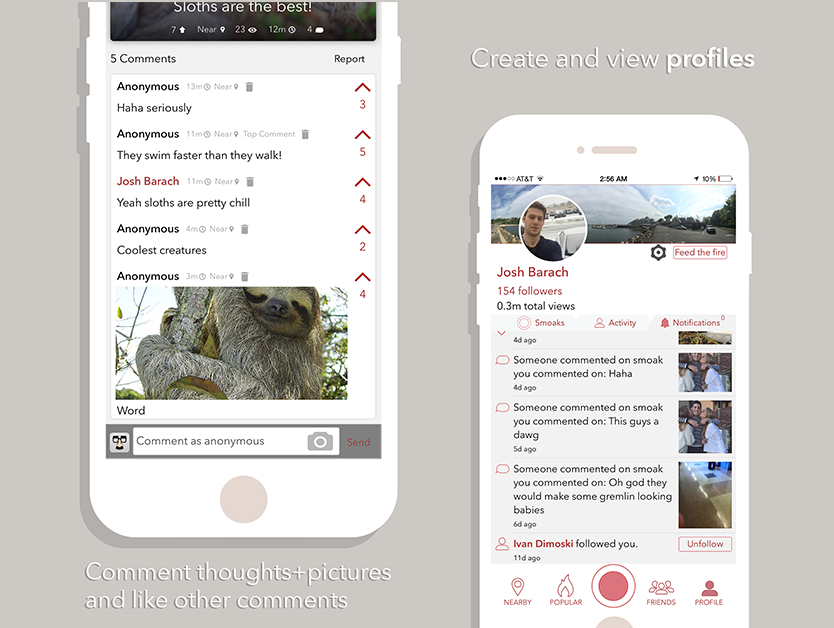 Sloths are the best!
7 Near 23 12m 4
5 Comments Report
Anonymous 13m Near
Haha seriously
3
Anonymous 11m Near Top Comment
They swim faster than they walk!
5
Josh Barach 11m Near
Yeah sloths are pretty chill
4
Anonymous 4m Near
Coolest creatures
2
Anonymous 3m Near
4
Word
Comment as anonymous Send
Comment thoughts+pictures
and like other comments
Create and view profiles
AT&T 2:56 AM 10%
Feed the fire
Josh Barach
154 followers
0.3m total views
Smoaks Activity Notifications 0
4d ago
Someone commented on smoak
you commented on: Haha
4d ago
Someone commented on smoak
you commented on: This guys a
dawg
5d ago
Someone commented on smoak
you commented on: Oh god they
would make some gremlin looking
babies
6d ago
Ivan Dimoski followed you. Unfollow
11d ago
NEARBY POPULAR FRIENDS PROFILE